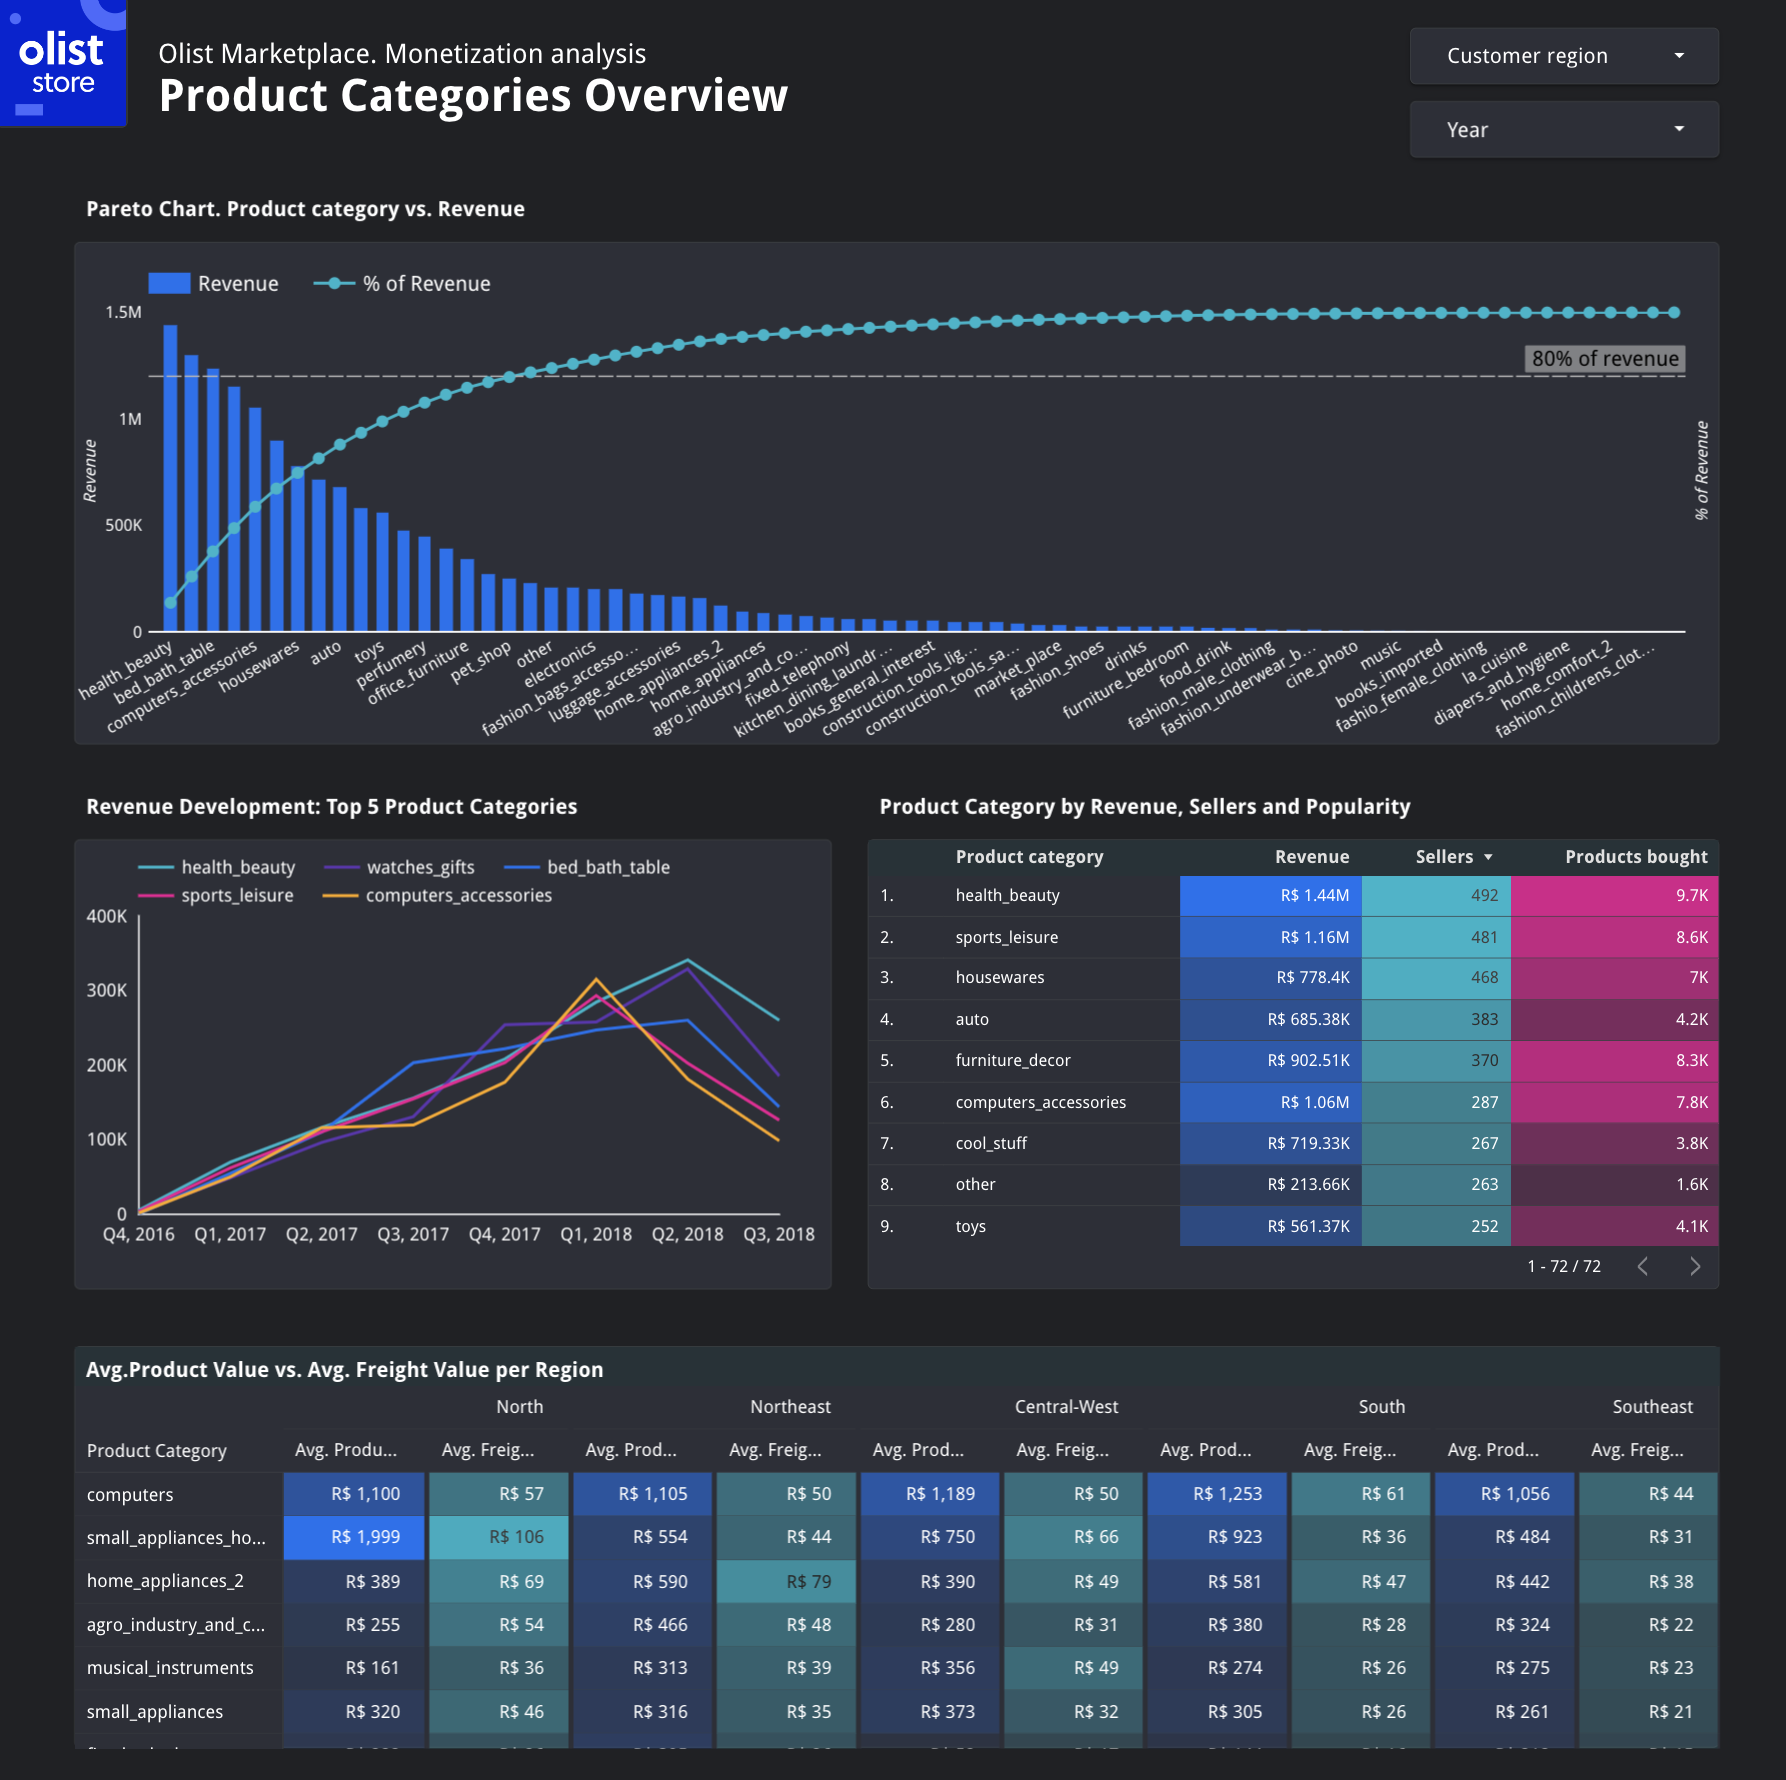 olist
store
Olist Marketplace. Monetization analysis
Product Categories Overview
Customer region
Year
Pareto Chart. Product category vs. Revenue
Revenue % of Revenue
1.5M
80% of revenue
1M
500K
0
Revenue
% of Revenue
health_beauty
bed_bath_table
computers_accessories
housewares
auto
toys
perfumery
office_furniture
pet_shop
other
electronics
fashion_bags_accesso...
luggage_accessories
home_appliances_2
home_appliances
agro_industry_and_co...
fixed_telephony
kitchen_dining_laundr...
books_general_interest
construction_tools_lig...
construction_tools_sa...
market_place
fashion_shoes
drinks
furniture_bedroom
food_drink
fashion_male_clothing
fashion_underwear_b...
cine_photo
music
books_imported
fashio_female_clothing
la_cuisine
diapers_and_hygiene
home_comfort_2
fashion_childrens_clot...
Revenue Development: Top 5 Product Categories
health_beauty watches_gifts bed_bath_table
sports_leisure computers_accessories
400K
300K
200K
100K
0
Q4, 2016 Q1, 2017 Q2, 2017 Q3, 2017 Q4, 2017 Q1, 2018 Q2, 2018 Q3, 2018
Product Category by Revenue, Sellers and Popularity
Product category Revenue Sellers Products bought
1. health_beauty R$ 1.44M 492 9.7K
2. sports_leisure R$ 1.16M 481 8.6K
3. housewares R$ 778.4K 468 7K
4. auto R$ 685.38K 383 4.2K
5. furniture_decor R$ 902.51K 370 8.3K
6. computers_accessories R$ 1.06M 287 7.8K
7. cool_stuff R$ 719.33K 267 3.8K
8. other R$ 213.66K 263 1.6K
9. toys R$ 561.37K 252 4.1K
1 - 72 / 72
Avg.Product Value vs. Avg. Freight Value per Region
North Northeast Central-West South Southeast
Product Category Avg. Produ... Avg. Freig... Avg. Prod... Avg. Freig... Avg. Prod... Avg. Freig... Avg. Prod... Avg. Freig... Avg. Prod... Avg. Freig...
computers R$ 1,100 R$ 57 R$ 1,105 R$ 50 R$ 1,189 R$ 50 R$ 1,253 R$ 61 R$ 1,056 R$ 44
small_appliances_ho... R$ 1,999 R$ 106 R$ 554 R$ 44 R$ 750 R$ 66 R$ 923 R$ 36 R$ 484 R$ 31
home_appliances_2 R$ 389 R$ 69 R$ 590 R$ 79 R$ 390 R$ 49 R$ 581 R$ 47 R$ 442 R$ 38
agro_industry_and_c... R$ 255 R$ 54 R$ 466 R$ 48 R$ 280 R$ 31 R$ 380 R$ 28 R$ 324 R$ 22
musical_instruments R$ 161 R$ 36 R$ 313 R$ 39 R$ 356 R$ 49 R$ 274 R$ 26 R$ 275 R$ 23
small_appliances R$ 320 R$ 46 R$ 316 R$ 35 R$ 373 R$ 32 R$ 305 R$ 26 R$ 261 R$ 21